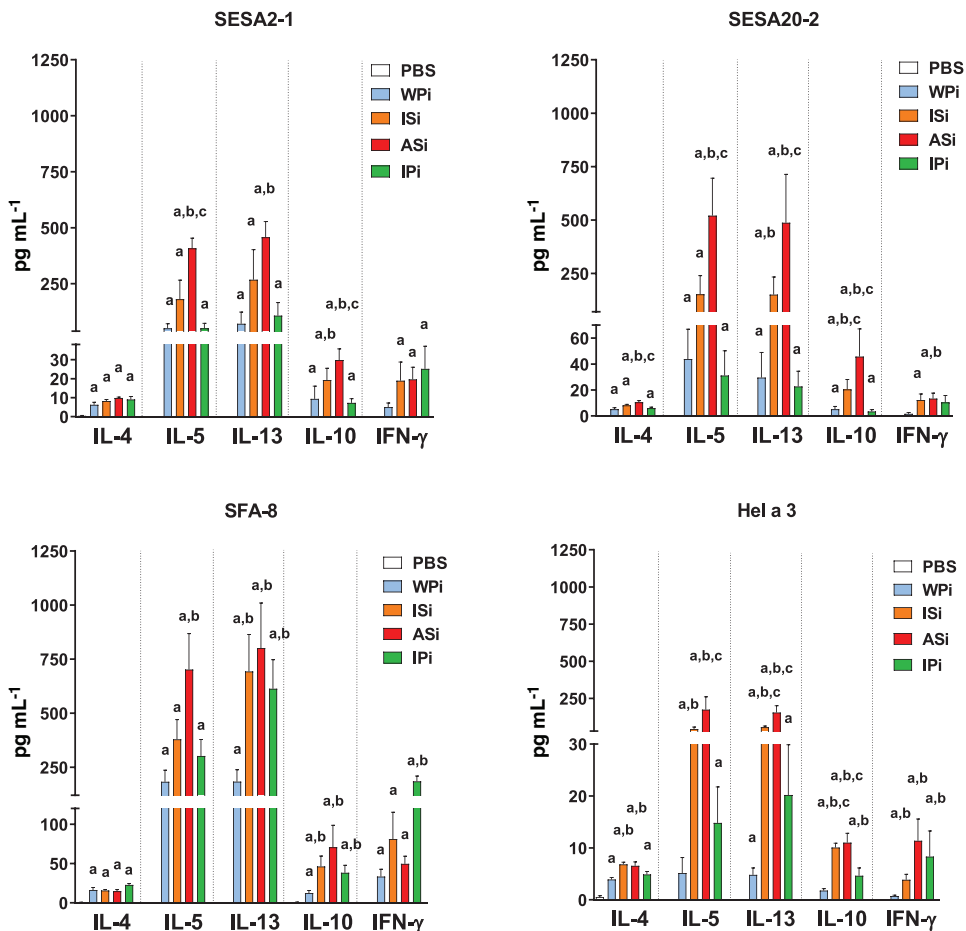 SESA2-1
1250
1000
750
500
250
30
20
10
0
pg mL-1
PBS
WPi
ISi
ASi
IPi
a a a a
a a a,b,c a
a a a,b a
a a,b a,b,c a
a a a
IL-4 IL-5 IL-13 IL-10 IFN-γ
SESA20-2
1250
1000
750
500
250
60
40
20
0
pg mL-1
PBS
WPi
ISi
ASi
IPi
a a a,b,c a
a a a,b,c a
a a,b a,b,c a
a a,b a,b,c a
a a,b
IL-4 IL-5 IL-13 IL-10 IFN-γ
SFA-8
1250
1000
750
500
250
100
50
0
pg mL-1
PBS
WPi
ISi
ASi
IPi
a a a a
a a a,b a
a a,b a,b a,b
a a,b a,b a,b
a a a a,b
IL-4 IL-5 IL-13 IL-10 IFN-γ
Hel a 3
1250
1000
750
500
250
30
20
10
0
pg mL-1
PBS
WPi
ISi
ASi
IPi
a a,b a,b a
a,b a,b,c a
a a,b,c a,b,c a
a a,b,c a,b,c a,b
a a,b a,b
IL-4 IL-5 IL-13 IL-10 IFN-γ